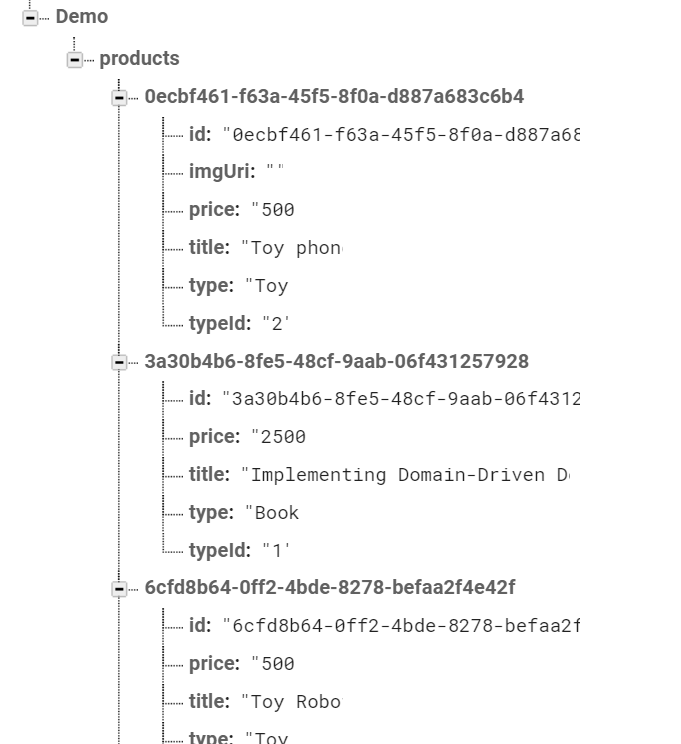 Demo
products
0ecbf461-f63a-45f5-8f0a-d887a683c6b4
id: "0ecbf461-f63a-45f5-8f0a-d887a68
imgUri: ""
price: "500
title: "Toy phon
type: "Toy
typeId: "2'
3a30b4b6-8fe5-48cf-9aab-06f431257928
id: "3a30b4b6-8fe5-48cf-9aab-06f4312
price: "2500
title: "Implementing Domain-Driven D
type: "Book
typeId: "1'
6cfd8b64-0ff2-4bde-8278-befaa2f4e42f
id: "6cfd8b64-0ff2-4bde-8278-befaa2f
price: "500
title: "Toy Robo
type: "Toy